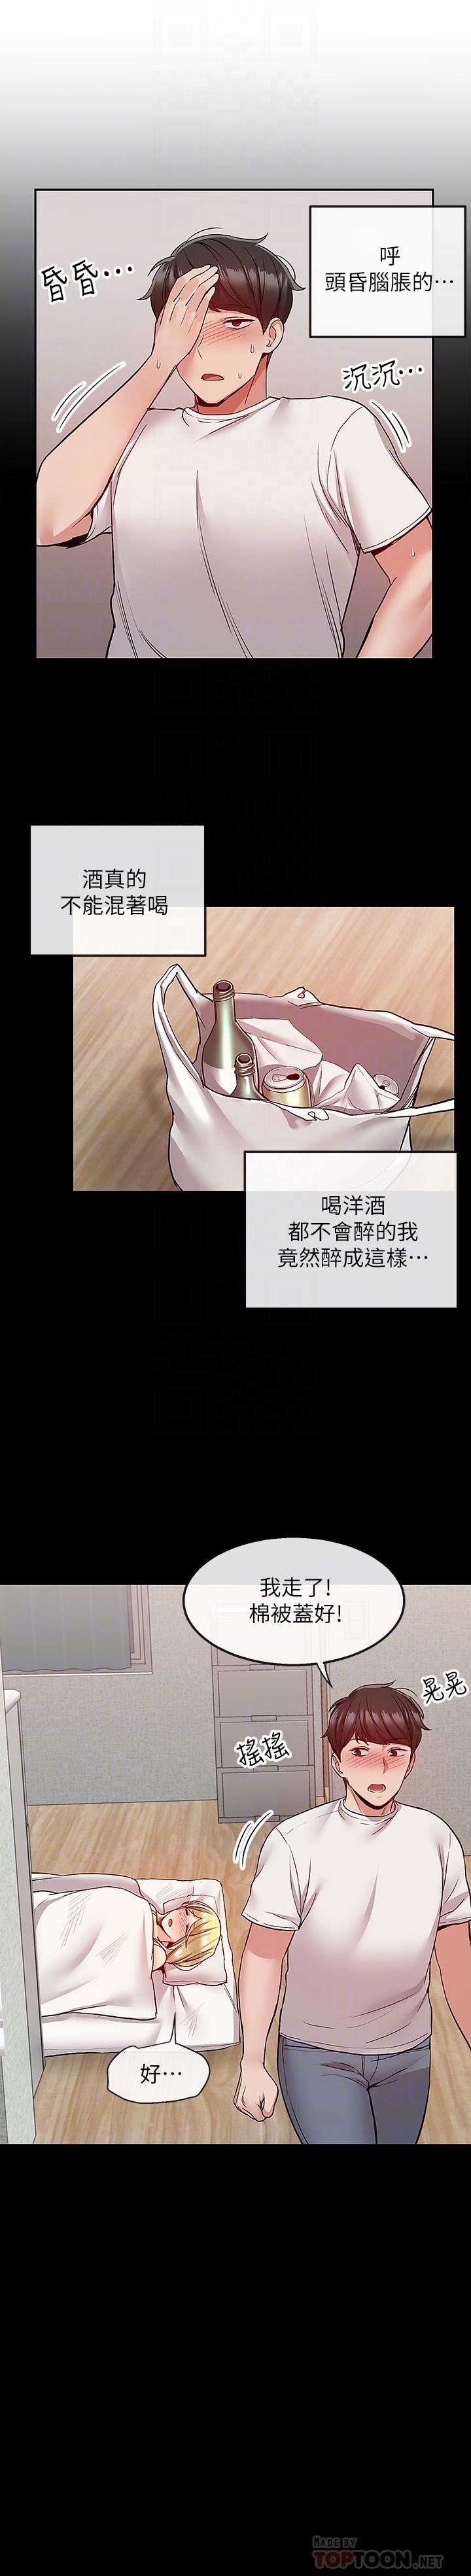 呼
頭昏腦脹的…
昏昏…
沉沉…
酒真的
不能混著喝
喝洋酒
都不會醉的我
竟然醉成這樣…
我走了!
棉被蓋好!
晃晃
搖搖
好…
MADE BY
TOPTOON.NET